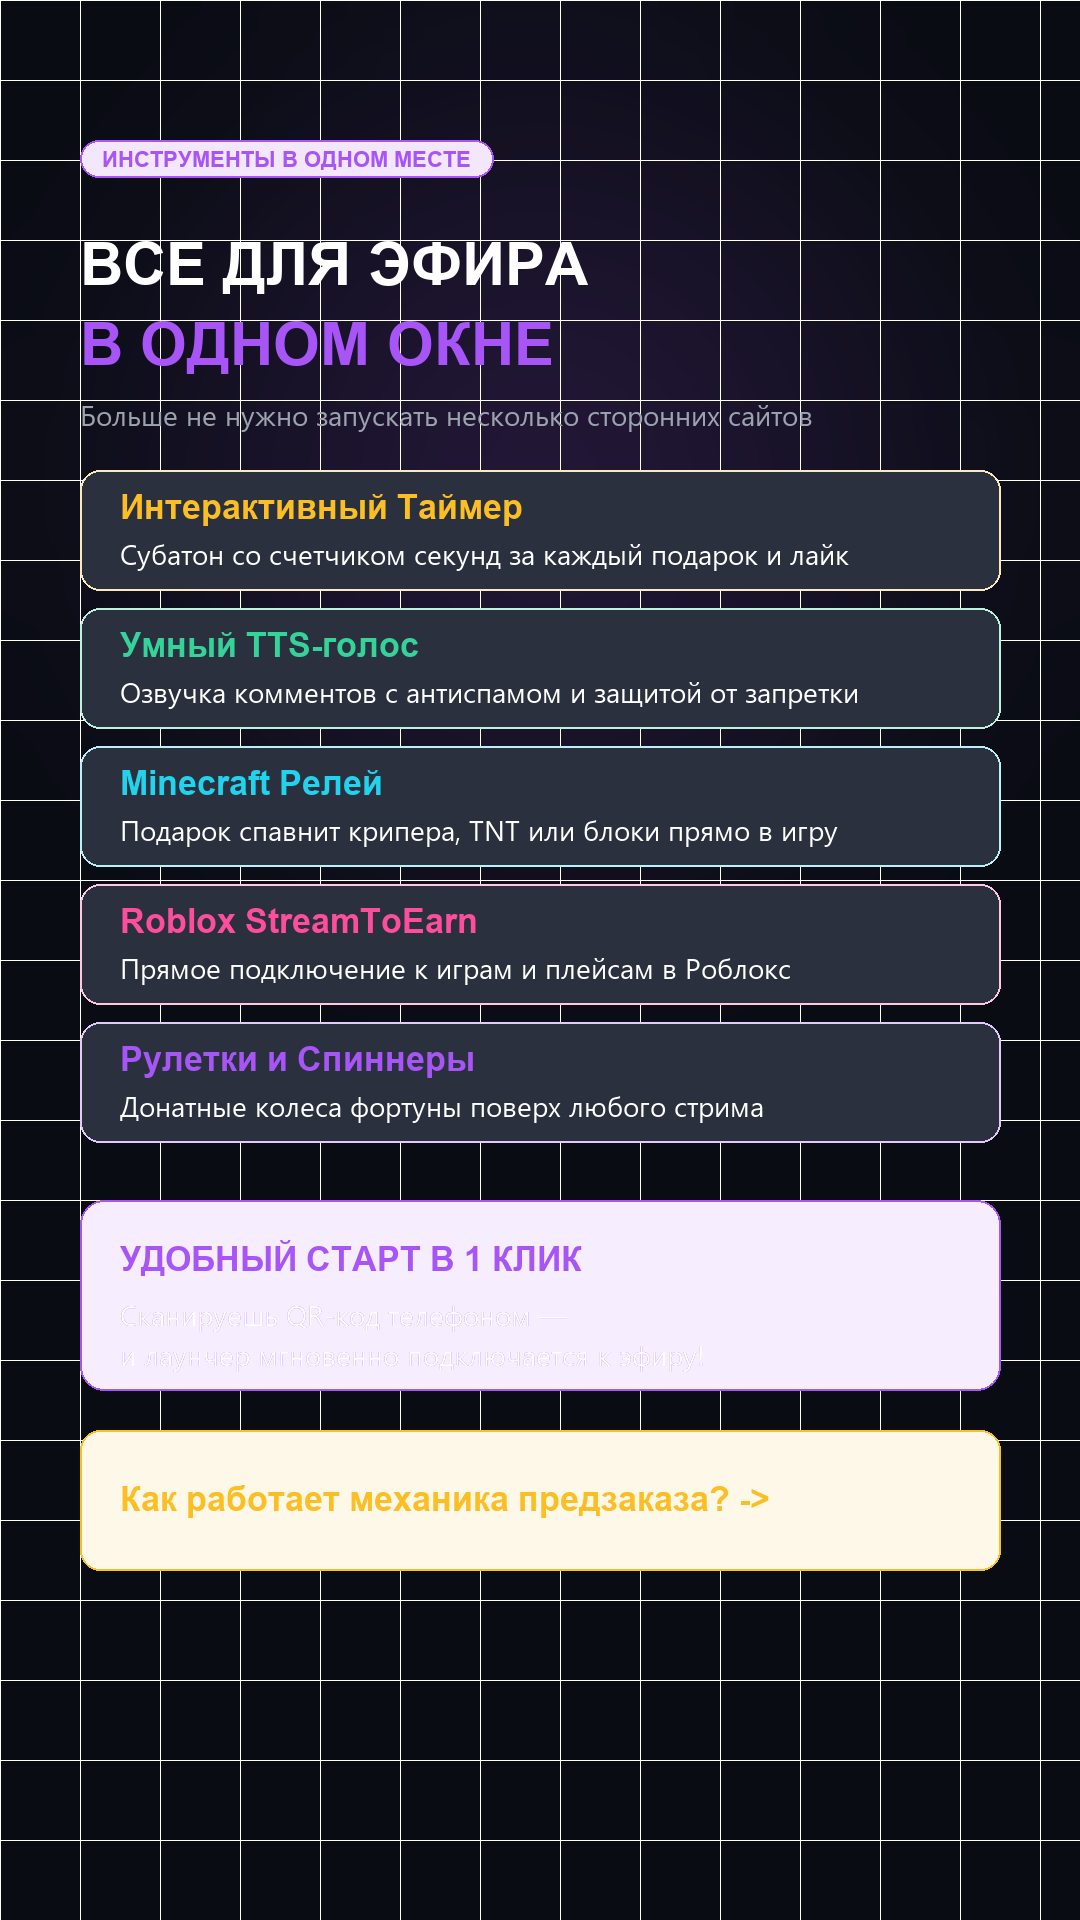 ИНСТРУМЕНТЫ В ОДНОМ МЕСТЕ
ВСЕ ДЛЯ ЭФИРА
В ОДНОМ ОКНЕ
Больше не нужно запускать несколько сторонних сайтов
Интерактивный Таймер
Субатон со счетчиком секунд за каждый подарок и лайк
Умный TTS-голос
Озвучка комментов с антиспамом и защитой от запретки
Minecraft Релей
Подарок спавнит крипера, TNT или блоки прямо в игру
Roblox StreamToEarn
Прямое подключение к играм и плейсам в Роблокс
Рулетки и Спиннеры
Донатные колеса фортуны поверх любого стрима
УДОБНЫЙ СТАРТ В 1 КЛИК
Сканируешь QR-код телефоном —
и лаунчер мгновенно подключается к эфиру!
Как работает механика предзаказа? ->